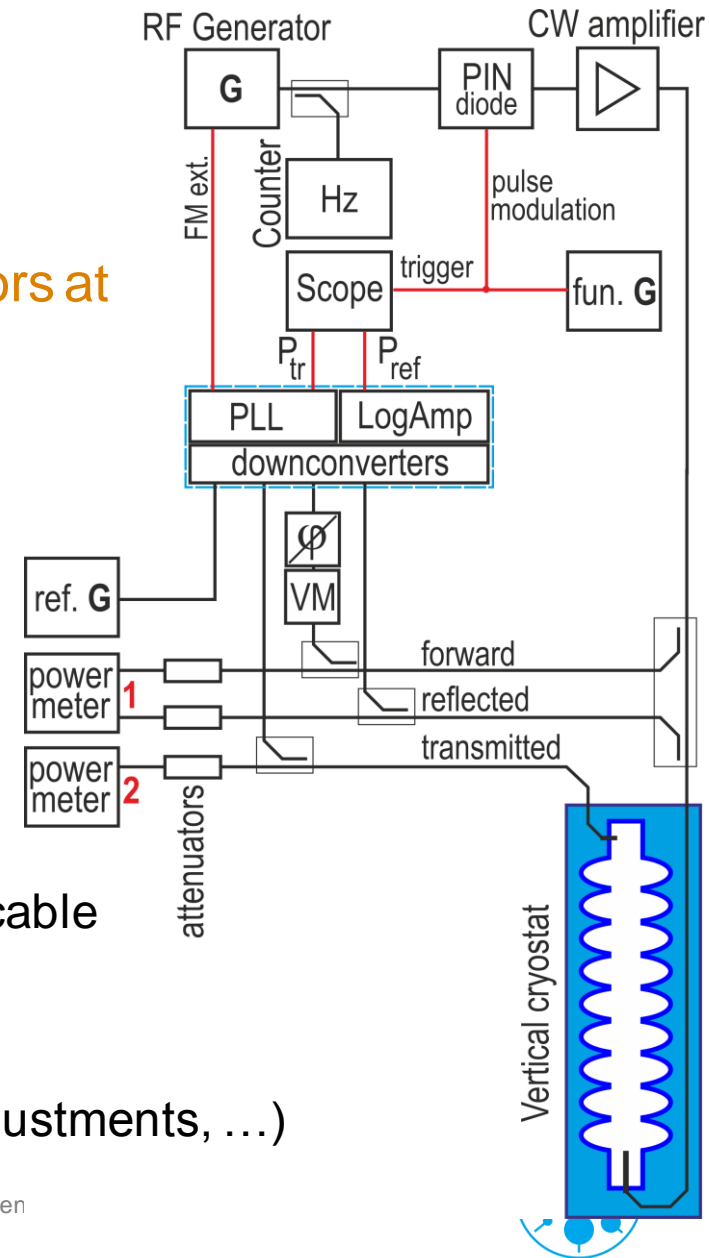 RF Generator
CW amplifier
G
PIN
diode
FM ext.
Counter
Hz
pulse
modulation
ors at
Scope
trigger
fun. G
Ptr
Pref
PLL
LogAmp
downconverters
φ
VM
ref. G
forward
power
meter 1
reflected
transmitted
power
meter 2
attenuators
cable
Vertical cryostat
ustments, …)
en